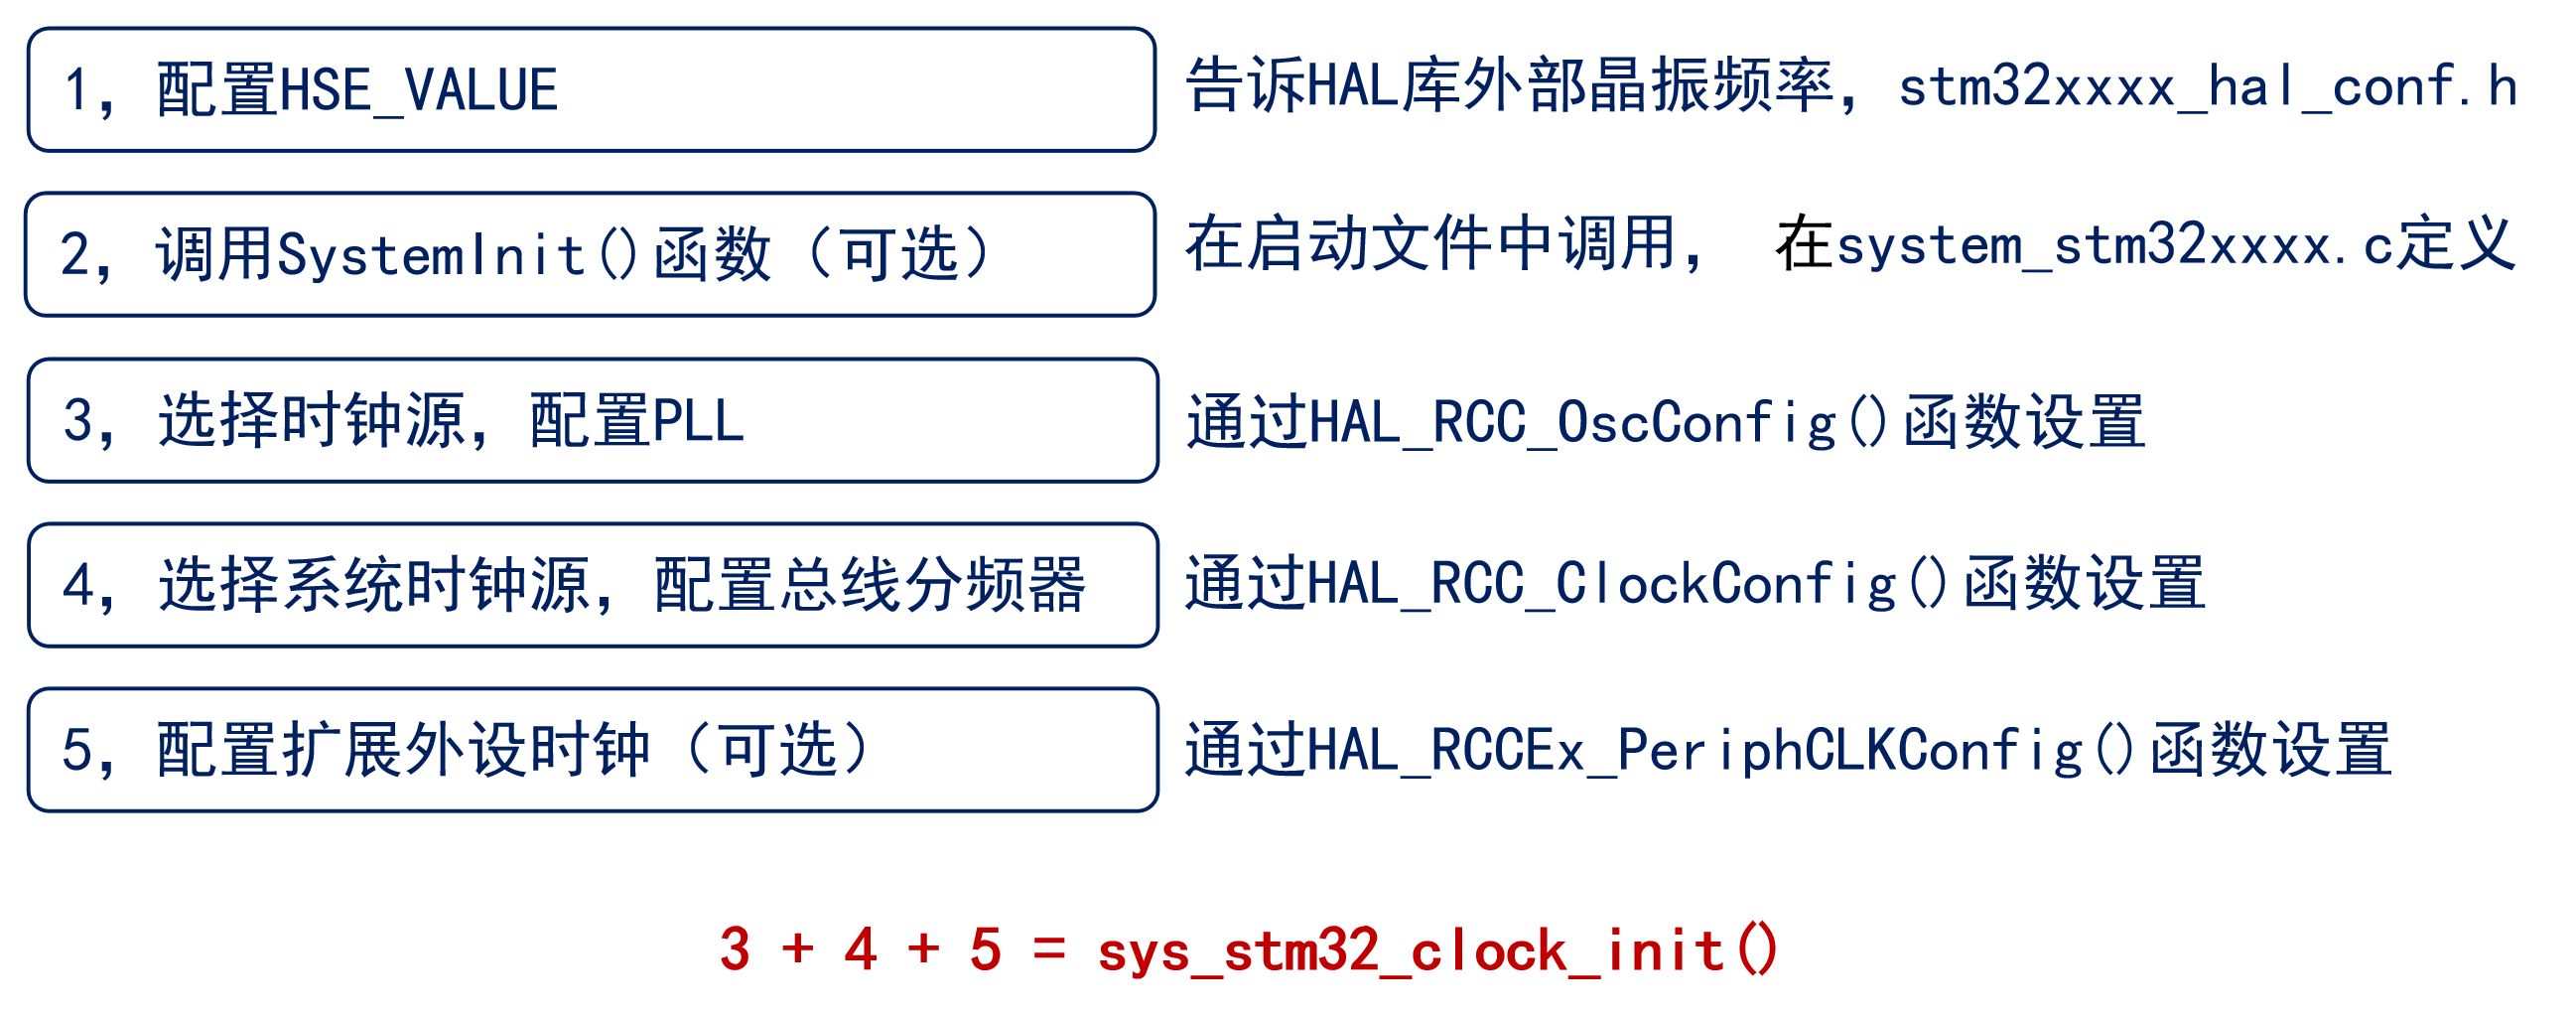 1，配置HSE_VALUE
告诉HAL库外部晶振频率，stm32xxxx_hal_conf.h
2，调用SystemInit()函数（可选）
在启动文件中调用， 在system_stm32xxxx.c定义
3，选择时钟源，配置PLL
通过HAL_RCC_OscConfig()函数设置
4，选择系统时钟源，配置总线分频器
通过HAL_RCC_ClockConfig()函数设置
5，配置扩展外设时钟（可选）
通过HAL_RCCEx_PeriphCLKConfig()函数设置
3 + 4 + 5 = sys_stm32_clock_init()